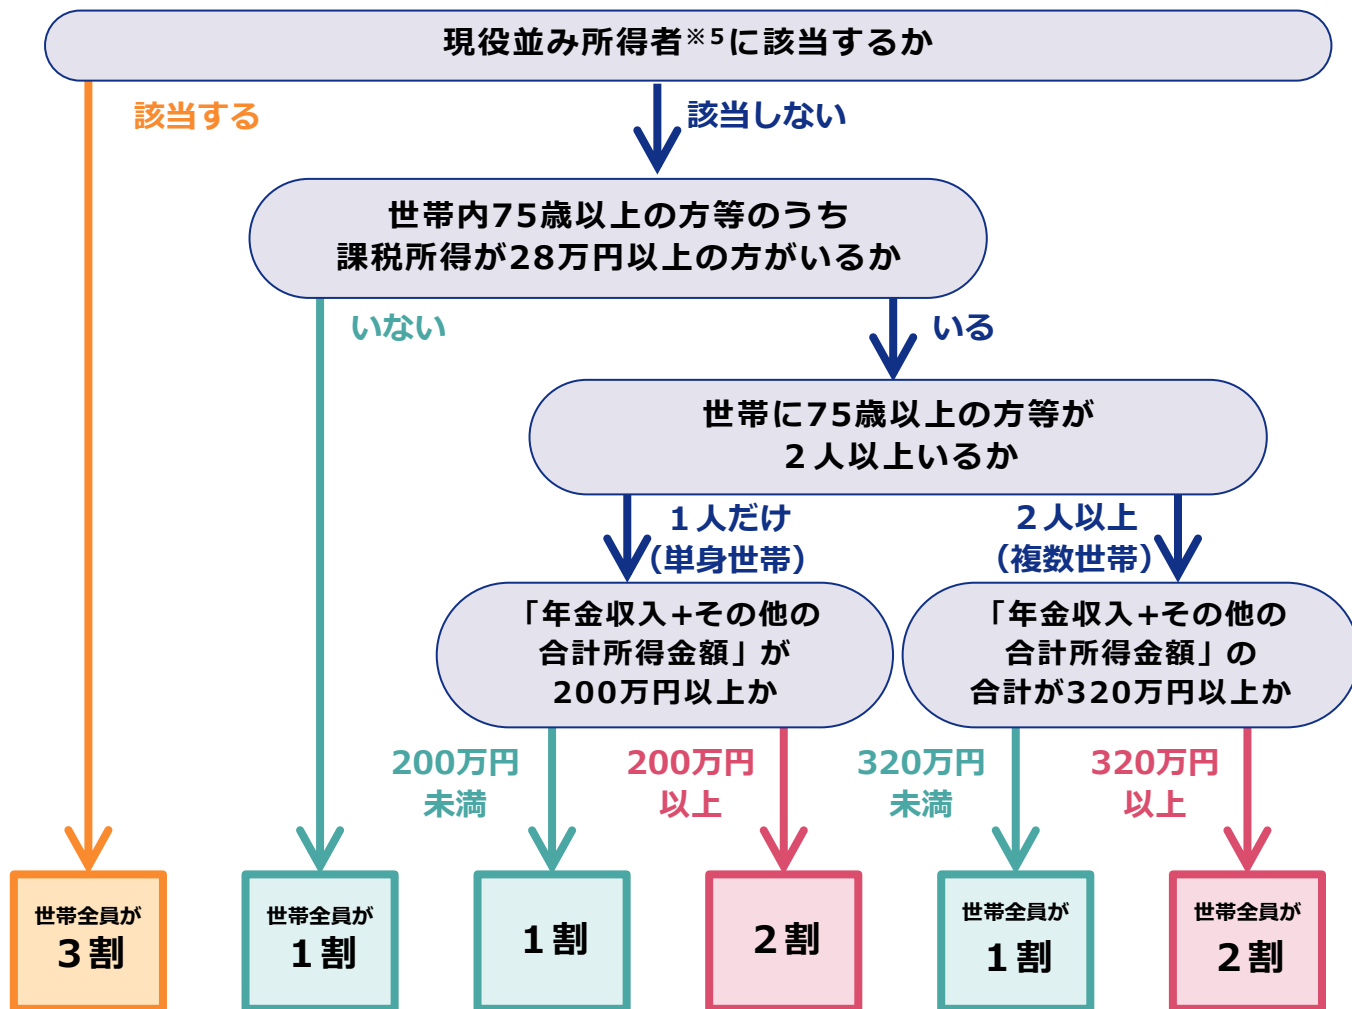 現役並み所得者※5に該当するか
該当する
該当しない
世帯内75歳以上の方等のうち
課税所得が28万円以上の方がいるか
いない
いる
世帯に75歳以上の方等が
２人以上いるか
１人だけ
（単身世帯）
２人以上
（複数世帯）
「年金収入+その他の
合計所得金額」が
200万円以上か
「年金収入+その他の
合計所得金額」の
合計が320万円以上か
200万円
未満
200万円
以上
320万円
未満
320万円
以上
世帯全員が
３割
世帯全員が
１割
１割
２割
世帯全員が
１割
世帯全員が
２割